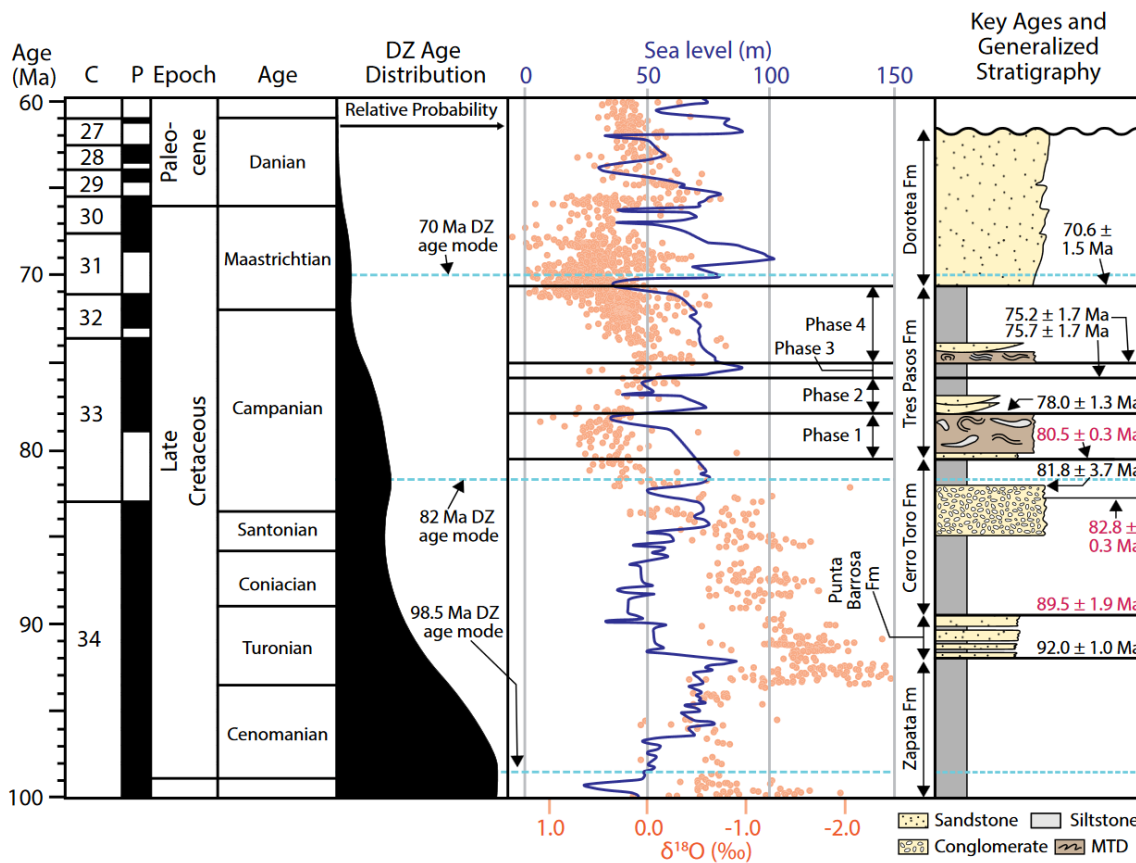 Age
(Ma)
C
P
Epoch
Age
DZ Age
Distribution
Sea level (m)
0
50
100
150
Key Ages and
Generalized
Stratigraphy
60
70
80
90
100
27
28
29
30
31
32
33
34
Paleo-
cene
Late
Cretaceous
Danian
Maastrichtian
Campanian
Santonian
Coniacian
Turonian
Cenomanian
Relative Probability
70 Ma DZ
age mode
82 Ma DZ
age mode
98.5 Ma DZ
age mode
Phase 4
Phase 3
Phase 2
Phase 1
Dorotea Fm
Tres Pasos Fm
Cerro Toro Fm
Punta
Barrosa
Fm
Zapata Fm
70.6 ±
1.5 Ma
75.2 ± 1.7 Ma
75.7 ± 1.7 Ma
78.0 ± 1.3 Ma
80.5 ± 0.3 Ma
81.8 ± 3.7 Ma
82.8 ±
0.3 Ma
89.5 ± 1.9 Ma
92.0 ± 1.0 Ma
1.0
0.0
-1.0
-2.0
δ18O (‰)
Sandstone
Siltstone
Conglomerate
MTD